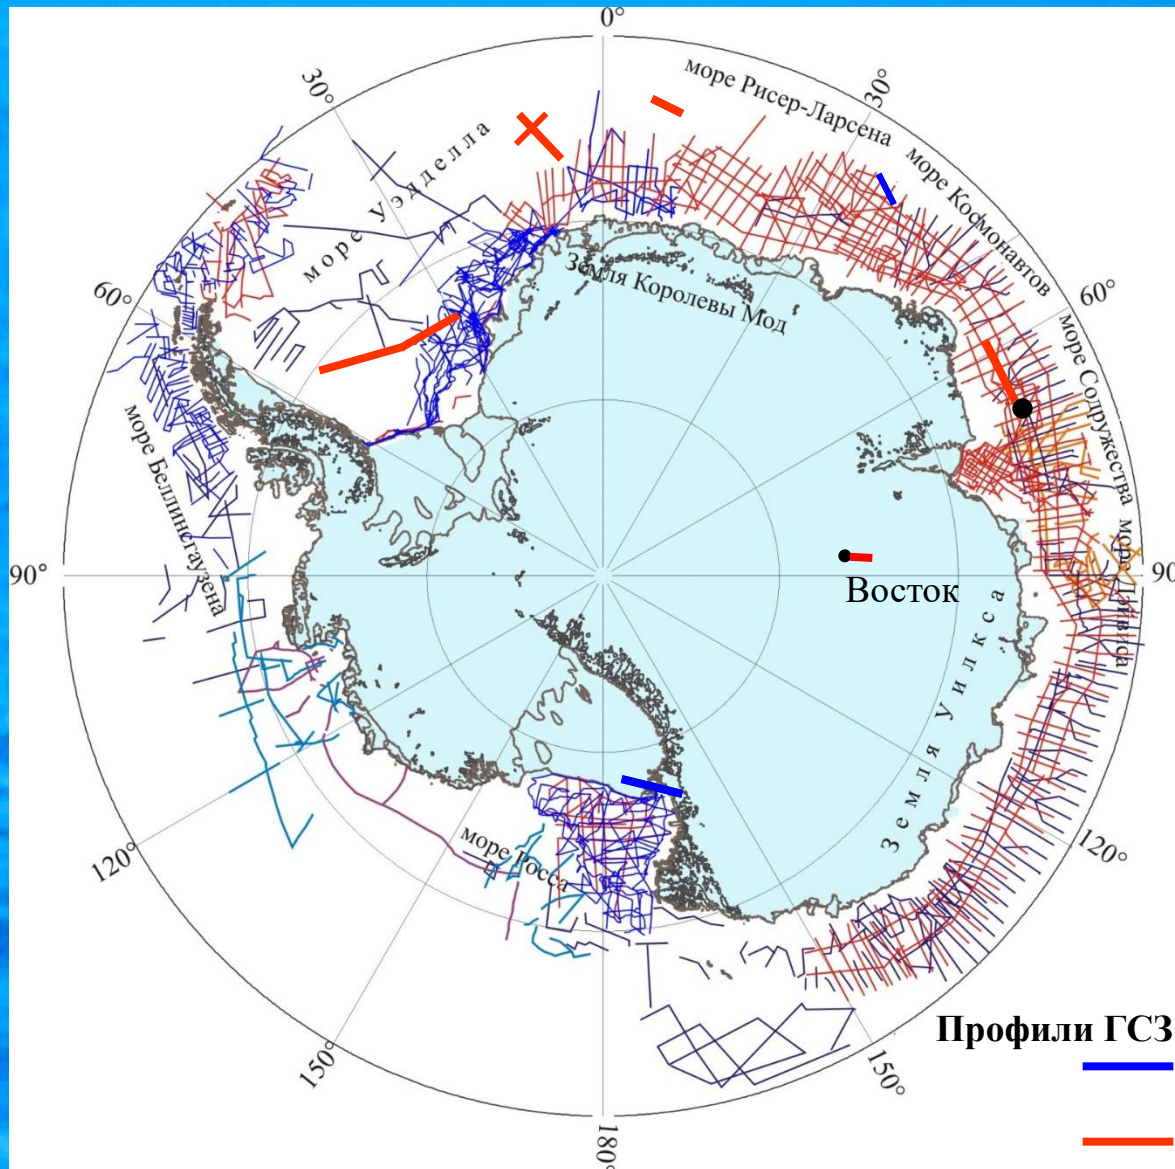 0°
30°
море Рисер-Ларсена
30°
море Уэдделла
море Космонавтов
60°
Земля Королевы Мод
60°
море Содружества
море Беллинсгаузена
90°
Восток
90
море Дейвиса
Земля Уилкса
120°
море Росса
120°
150°
150°
180°
Профили ГСЗ